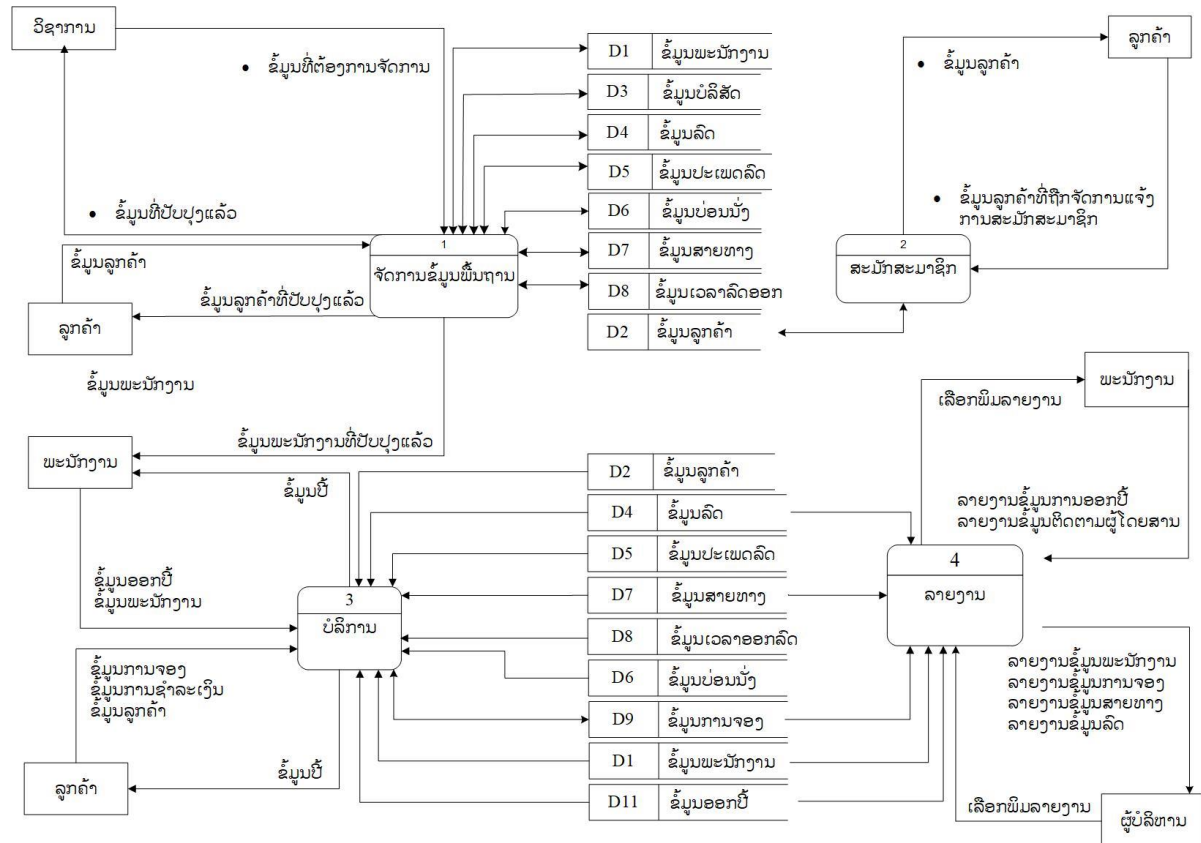 ວິຊາການ
ຂໍ້ມູນທີ່ຕ້ອງການຈັດການ
ຂໍ້ມູນທີ່ປັບປຸງແລ້ວ
D1 ຂໍ້ມູນພະນັກງານ
D3 ຂໍ້ມູນບໍລິສັດ
D4 ຂໍ້ມູນລົດ
D5 ຂໍ້ມູນປະເພດລົດ
D6 ຂໍ້ມູນບ່ອນນັ່ງ
D7 ຂໍ້ມູນສາຍທາງ
D8 ຂໍ້ມູນເວລາລົດອອກ
D2 ຂໍ້ມູນລູກຄ້າ
ລູກຄ້າ
ຂໍ້ມູນລູກຄ້າ
ຂໍ້ມູນລູກຄ້າທີ່ຖືກຈັດການແຈ້ງ
ການສະມັກສະມາຊິກ
2
ສະມັກສະມາຊິກ
1
ຈັດການຂໍ້ມູນພື້ນຖານ
ຂໍ້ມູນລູກຄ້າ
ຂໍ້ມູນລູກຄ້າທີ່ປັບປຸງແລ້ວ
ລູກຄ້າ
ຂໍ້ມູນພະນັກງານ
ຂໍ້ມູນພະນັກງານທີ່ປັບປຸງແລ້ວ
ພະນັກງານ
ຂໍ້ມູນປີ້
ຂໍ້ມູນອອກປີ້
ຂໍ້ມູນພະນັກງານ
3
ບໍລິການ
ຂໍ້ມູນການຈອງ
ຂໍ້ມູນການຊຳລະເງິນ
ຂໍ້ມູນລູກຄ້າ
ຂໍ້ມູນປີ້
ລູກຄ້າ
D2 ຂໍ້ມູນລູກຄ້າ
D4 ຂໍ້ມູນລົດ
D5 ຂໍ້ມູນປະເພດລົດ
D7 ຂໍ້ມູນສາຍທາງ
D8 ຂໍ້ມູນເວລາອອກລົດ
D6 ຂໍ້ມູນບ່ອນນັ່ງ
D9 ຂໍ້ມູນການຈອງ
D1 ຂໍ້ມູນພະນັກງານ
D11 ຂໍ້ມູນອອກປີ້
ພະນັກງານ
ເລືອກພິມລາຍງານ
ລາຍງານຂໍ້ມູນການອອກປີ້
ລາຍງານຂໍ້ມູນຕິດຕາມຜູ້ໂດຍສານ
4
ລາຍງານ
ລາຍງານຂໍ້ມູນພະນັກງານ
ລາຍງານຂໍ້ມູນການຈອງ
ລາຍງານຂໍ້ມູນສາຍທາງ
ລາຍງານຂໍ້ມູນລົດ
ເລືອກພິມລາຍງານ
ຜູ້ບໍລິຫານ